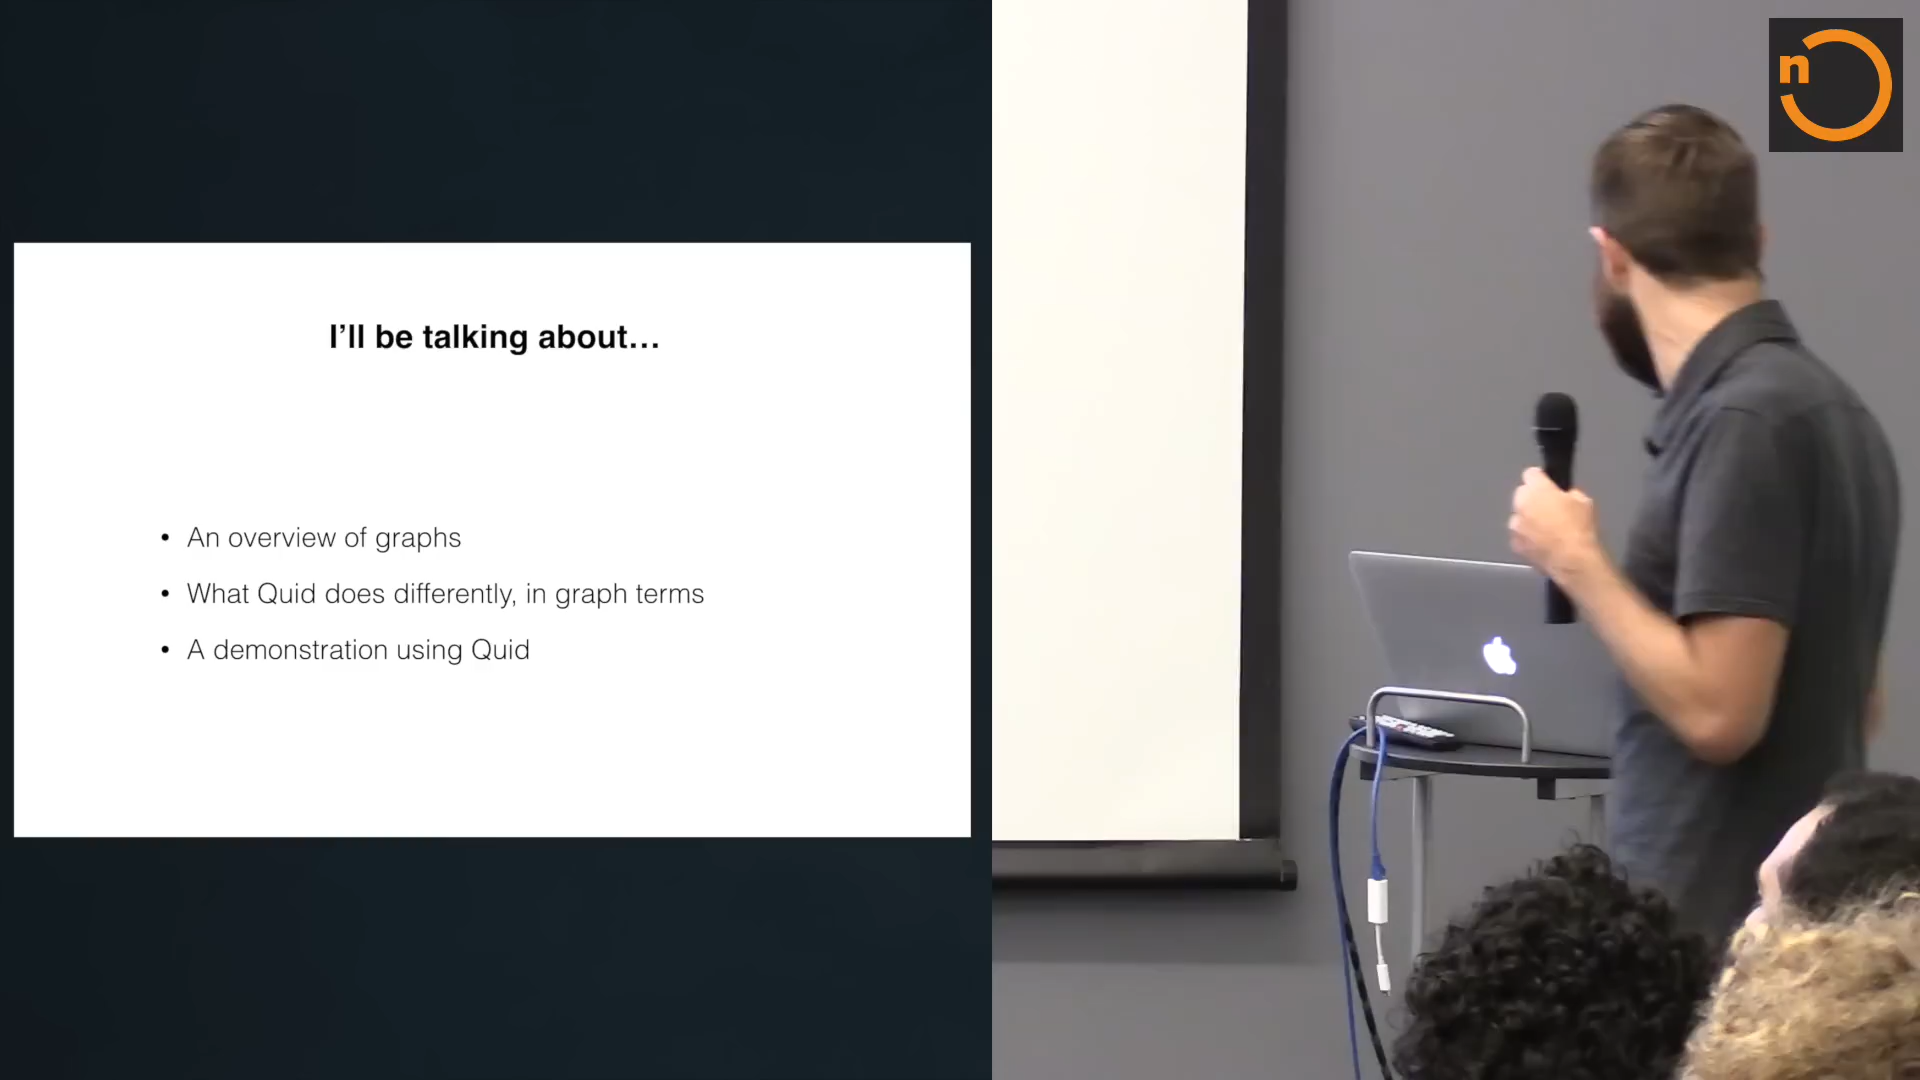 I’ll be talking about…
• An overview of graphs
• What Quid does differently, in graph terms
• A demonstration using Quid
n